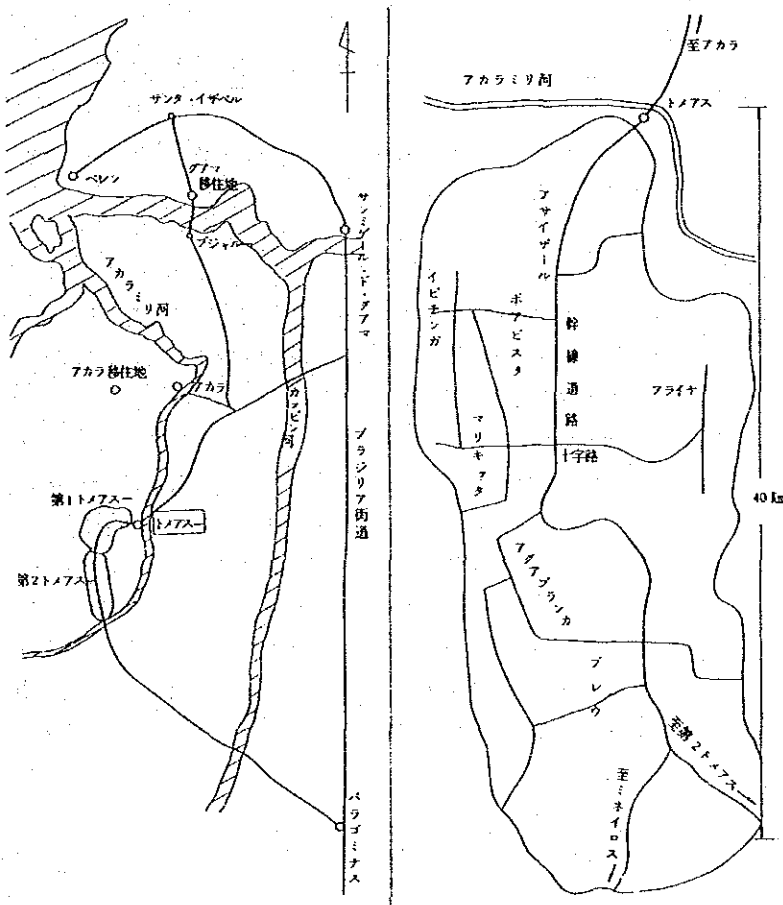 サンタ・イザベル
ベレン
グアマ
移住地
ブジャル
サンミゲール・ド・グアマ
アカラミリ河
アカラ移住地
アカラ
カッピン河
ブラジリア街道
第1トメアスー
トメアスー
第2トメアスー
パラゴミナス
至アカラ
アカラミリ河
トメアス
アサイザール
イピチンガ
ボアビスタ
幹線通路
マリキァタ
アライヤ
十字路
40 Km
アグアブランカ
ブレウ
至第2トメアスー
至ミネイロス